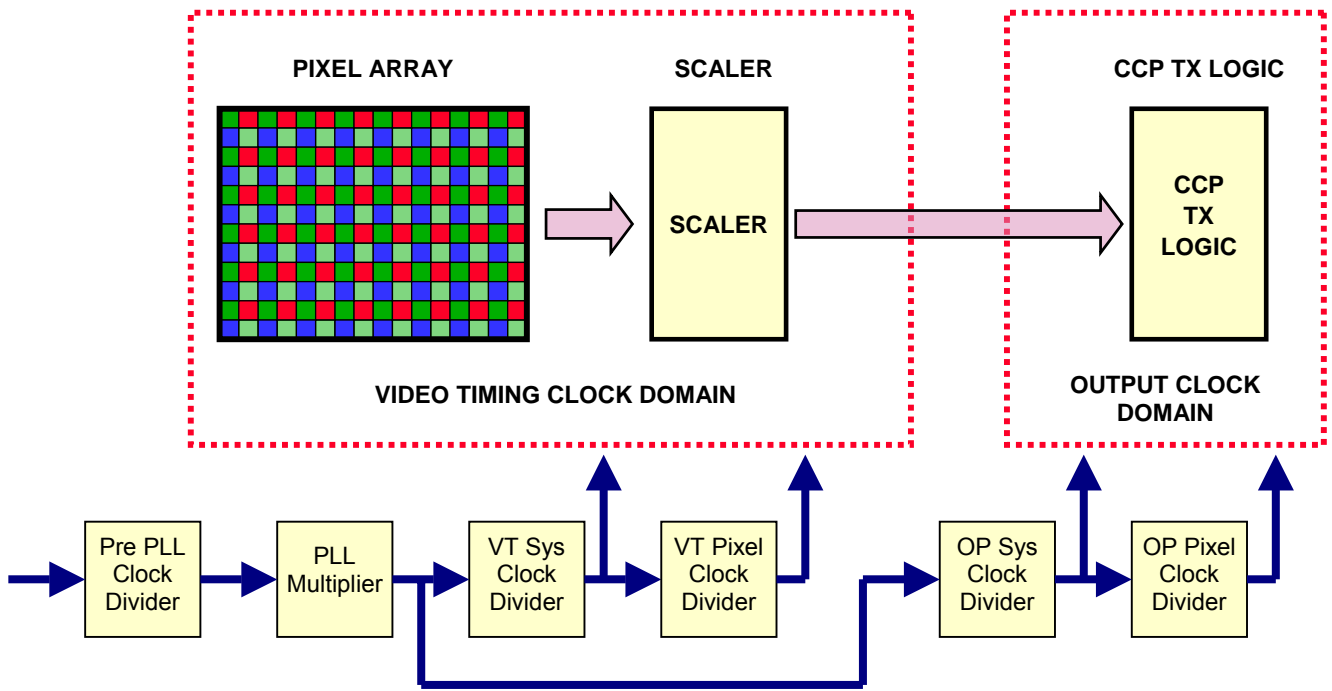 PIXEL ARRAY
SCALER
CCP TX LOGIC
SCALER
CCP
TX
LOGIC
VIDEO TIMING CLOCK DOMAIN
OUTPUT CLOCK
DOMAIN
Pre PLL
Clock
Divider
PLL
Multiplier
VT Sys
Clock
Divider
VT Pixel
Clock
Divider
OP Sys
Clock
Divider
OP Pixel
Clock
Divider